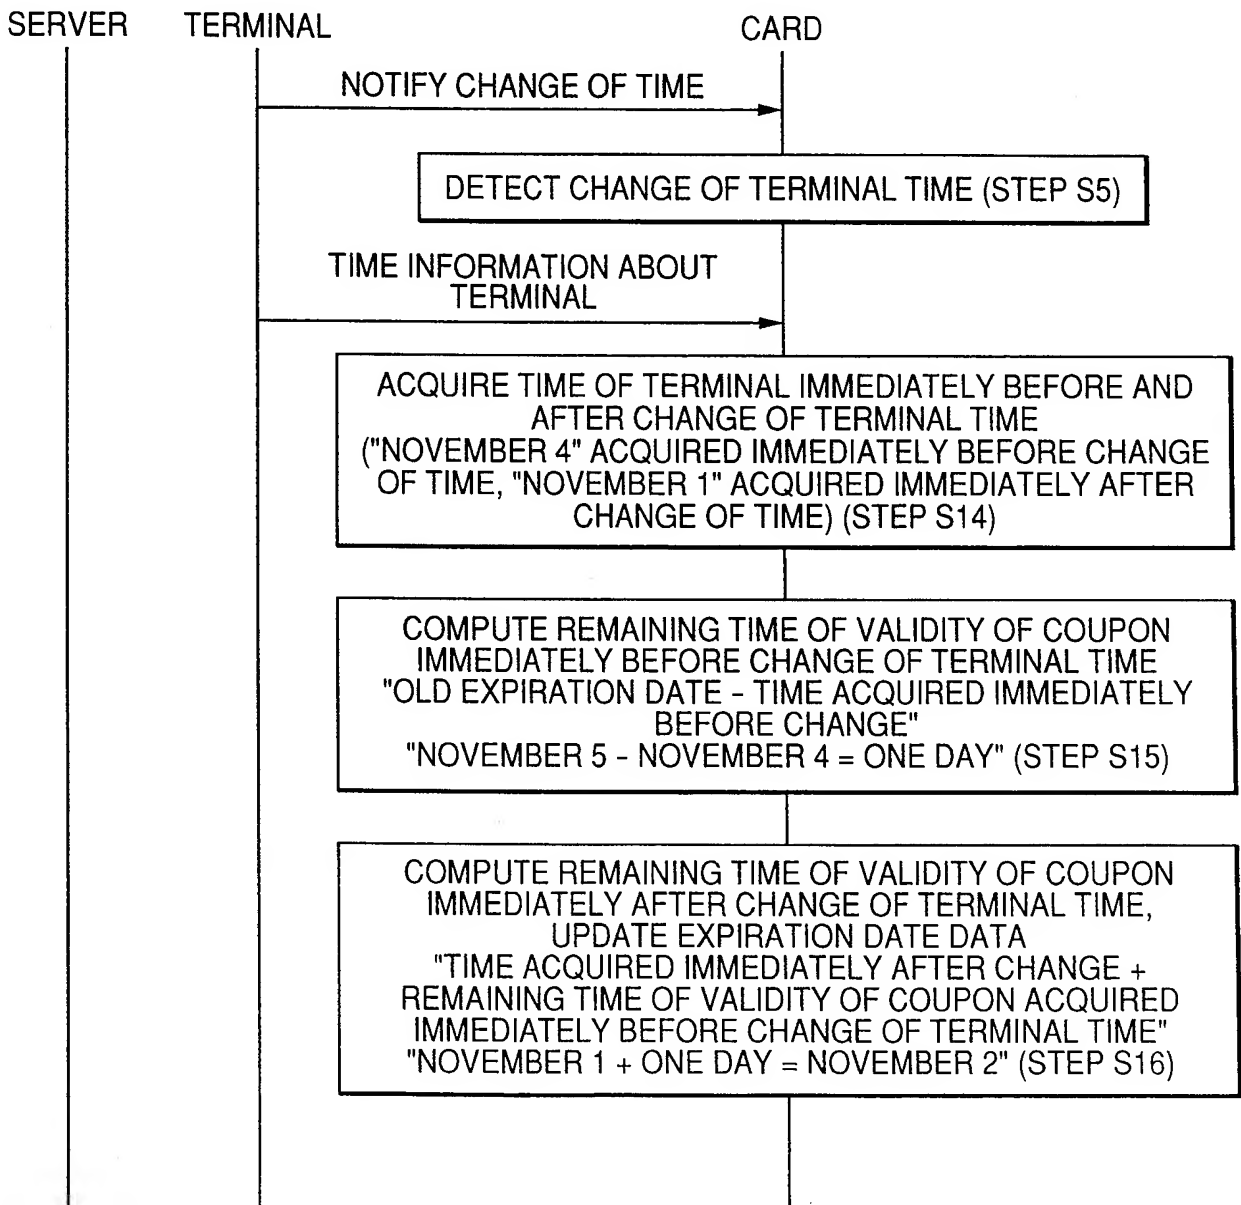 SERVER
TERMINAL
CARD
NOTIFY CHANGE OF TIME
DETECT CHANGE OF TERMINAL TIME (STEP S5)
TIME INFORMATION ABOUT
TERMINAL
ACQUIRE TIME OF TERMINAL IMMEDIATELY BEFORE AND
AFTER CHANGE OF TERMINAL TIME
("NOVEMBER 4" ACQUIRED IMMEDIATELY BEFORE CHANGE
OF TIME, "NOVEMBER 1" ACQUIRED IMMEDIATELY AFTER
CHANGE OF TIME) (STEP S14)
COMPUTE REMAINING TIME OF VALIDITY OF COUPON
IMMEDIATELY BEFORE CHANGE OF TERMINAL TIME
"OLD EXPIRATION DATE - TIME ACQUIRED IMMEDIATELY
BEFORE CHANGE"
"NOVEMBER 5 - NOVEMBER 4 = ONE DAY" (STEP S15)
COMPUTE REMAINING TIME OF VALIDITY OF COUPON
IMMEDIATELY AFTER CHANGE OF TERMINAL TIME,
UPDATE EXPIRATION DATE DATA
"TIME ACQUIRED IMMEDIATELY AFTER CHANGE +
REMAINING TIME OF VALIDITY OF COUPON ACQUIRED
IMMEDIATELY BEFORE CHANGE OF TERMINAL TIME"
"NOVEMBER 1 + ONE DAY = NOVEMBER 2" (STEP S16)